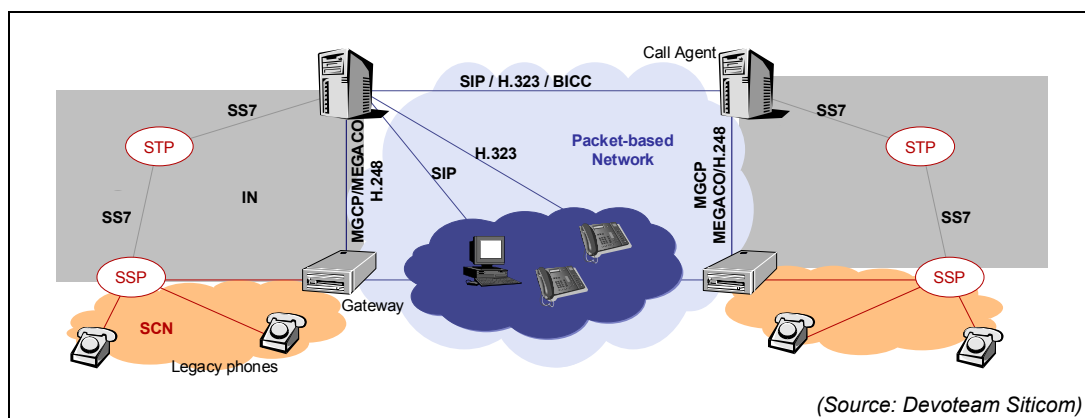 Call Agent
SIP / H.323 / BICC
SS7
SS7
STP
Packet-based
Network
STP
H.323
SIP
MGCP/MEGACO
H.248
MGCP
MEGACO/H.248
IN
SS7
SS7
SSP
SSP
Gateway
SCN
Legacy phones
(Source: Devoteam Siticom)